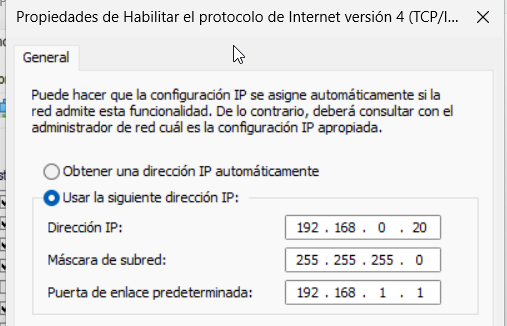 Propiedades de Habilitar el protocolo de Internet versión 4 (TCP/I...
General
Puede hacer que la configuración IP se asigne automáticamente si la
red admite esta funcionalidad. De lo contrario, deberá consultar con el
administrador de red cuál es la configuración IP apropiada.
Obtener una dirección IP automáticamente
Usar la siguiente dirección IP:
Dirección IP: 192 . 168 . 0 . 20
Máscara de subred: 255 . 255 . 255 . 0
Puerta de enlace predeterminada: 192 . 168 . 1 . 1